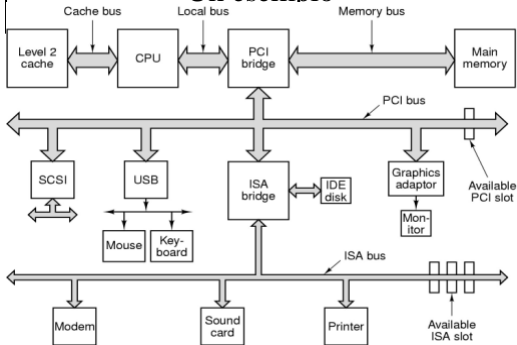 Un esempio
Cache bus
Local bus
Memory bus
Level 2
cache
CPU
PCI
bridge
Main
memory
PCI bus
SCSI
USB
ISA
bridge
IDE
disk
Graphics
adaptor
Available
PCI slot
Mouse
Key-
board
Mon-
itor
ISA bus
Modem
Sound
card
Printer
Available
ISA slot